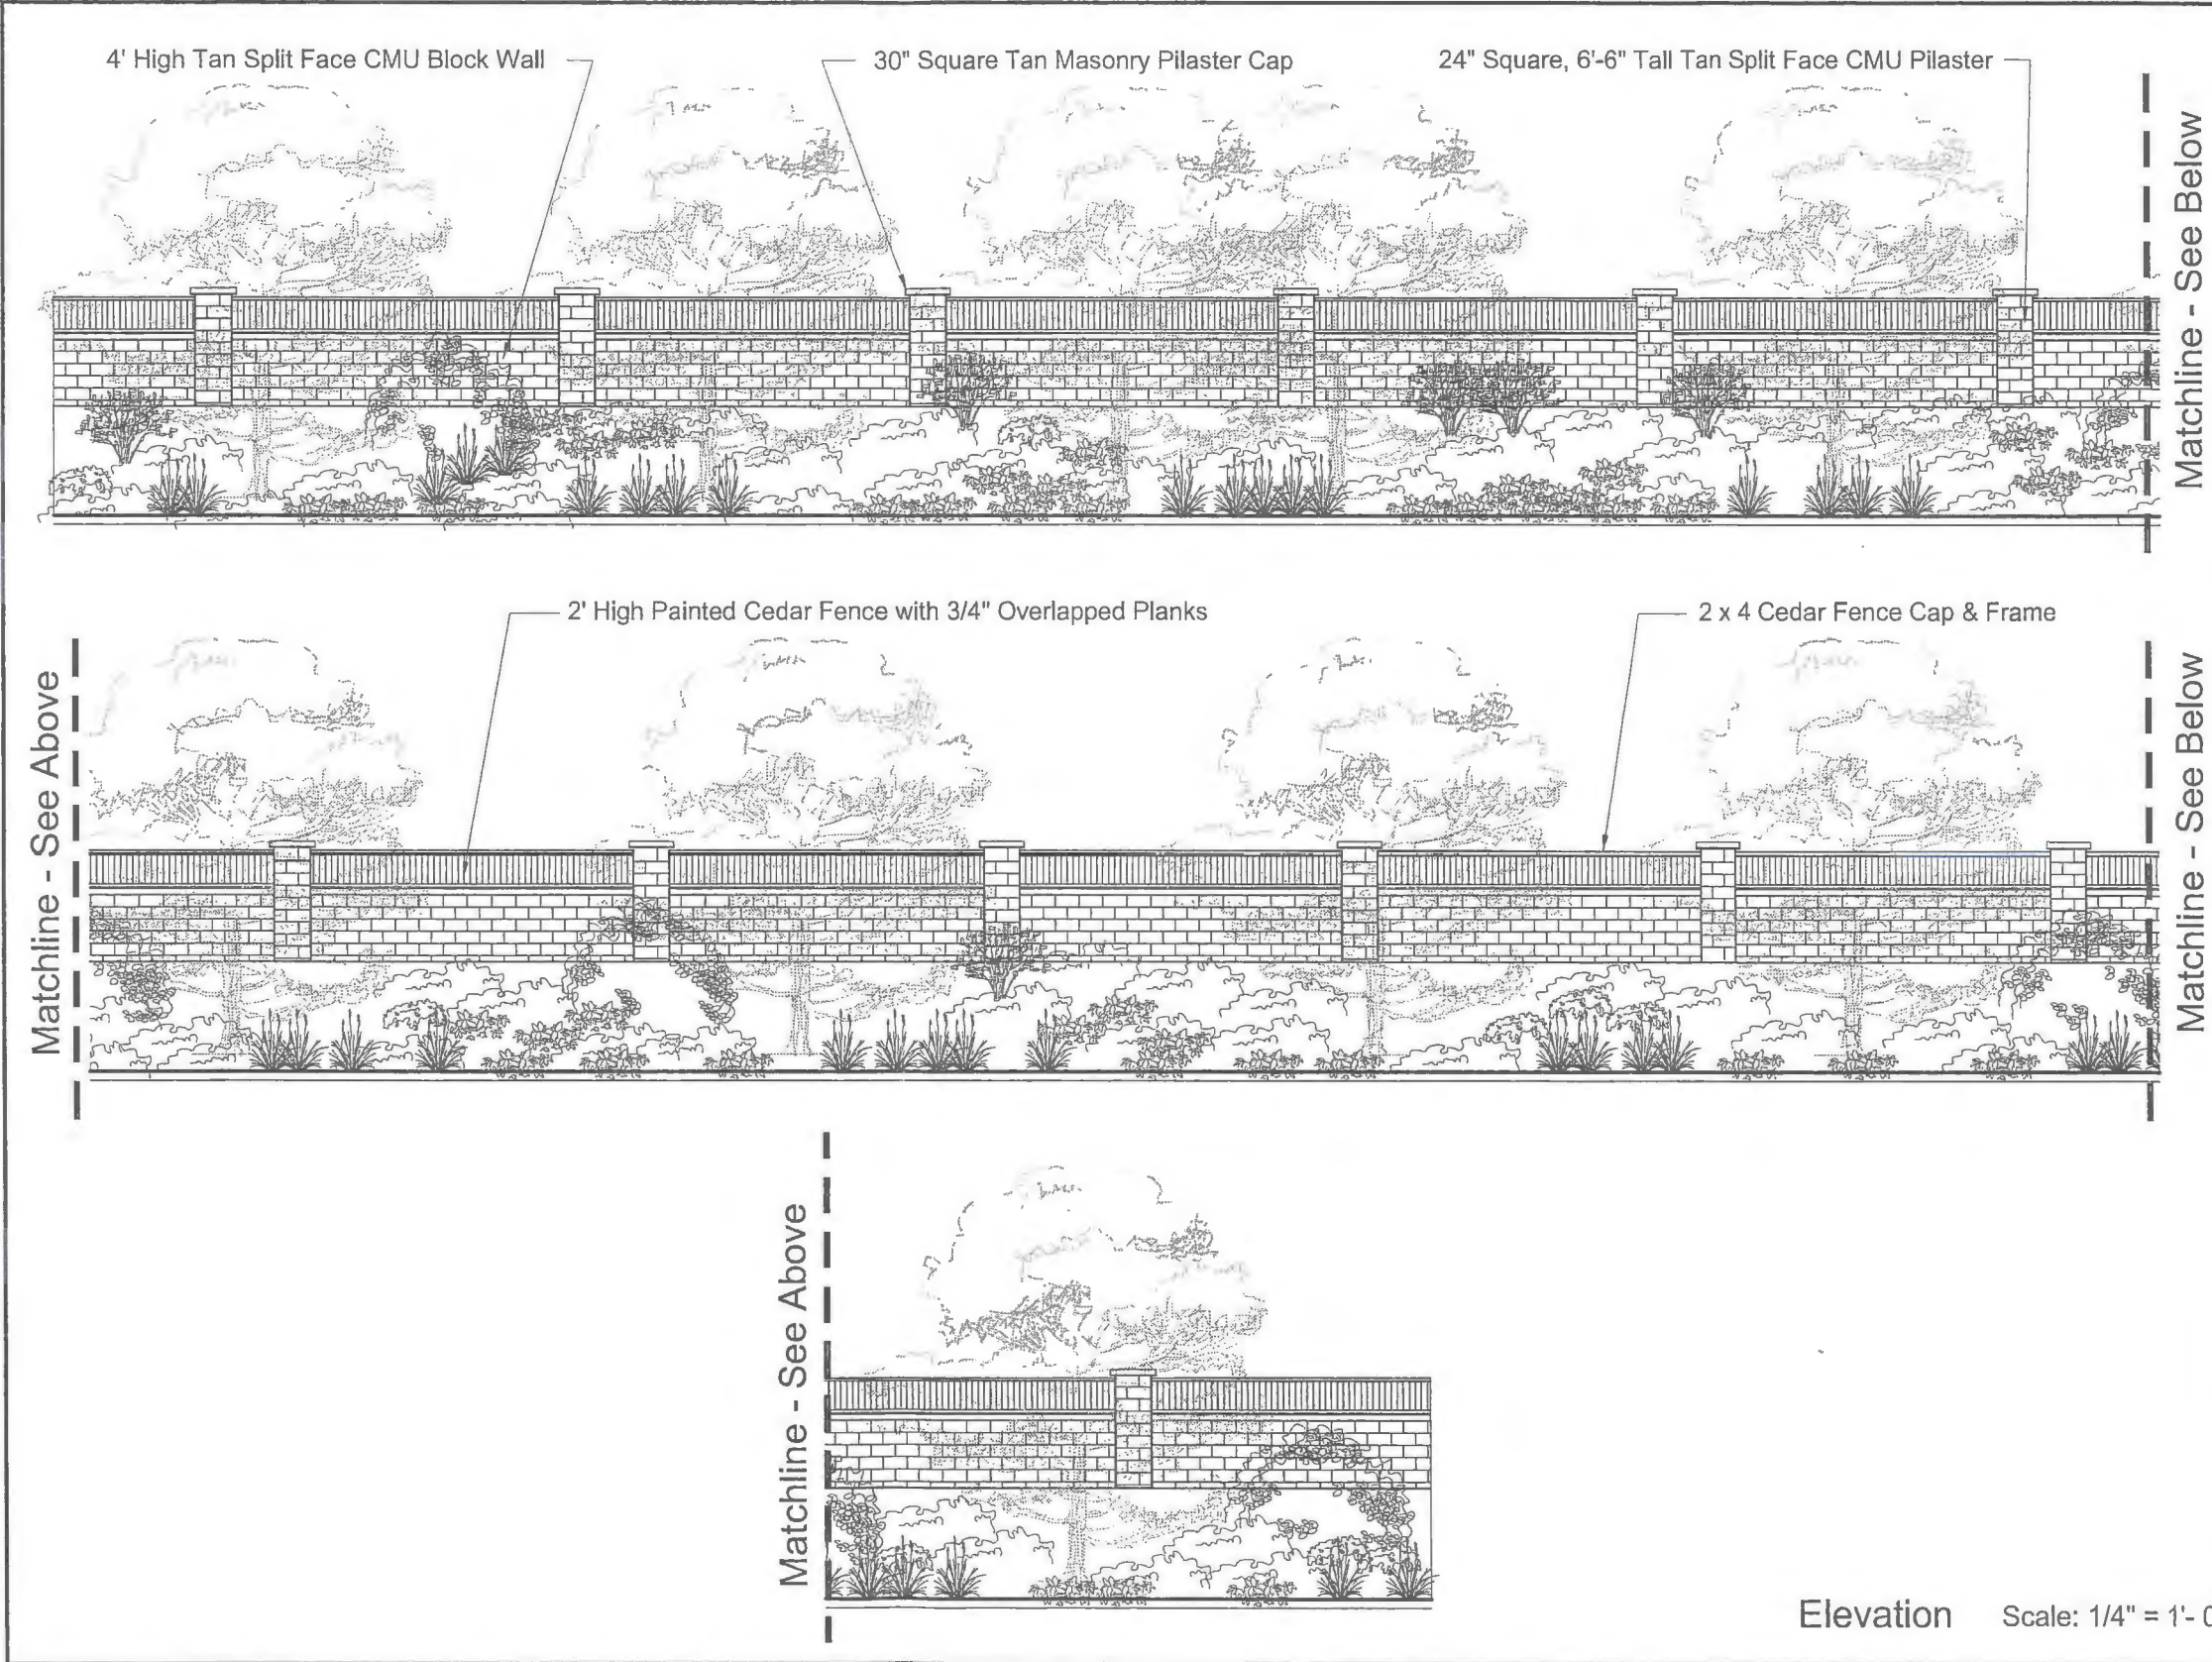 4' High Tan Split Face CMU Block Wall
30" Square Tan Masonry Pilaster Cap
24" Square, 6'-6" Tall Tan Split Face CMU Pilaster
Matchline - See Below
2' High Painted Cedar Fence with 3/4" Overlapped Planks
2 x 4 Cedar Fence Cap & Frame
Matchline - See Above
Matchline - See Below
Matchline - See Above
Elevation
Scale: 1/4" = 1'- 0